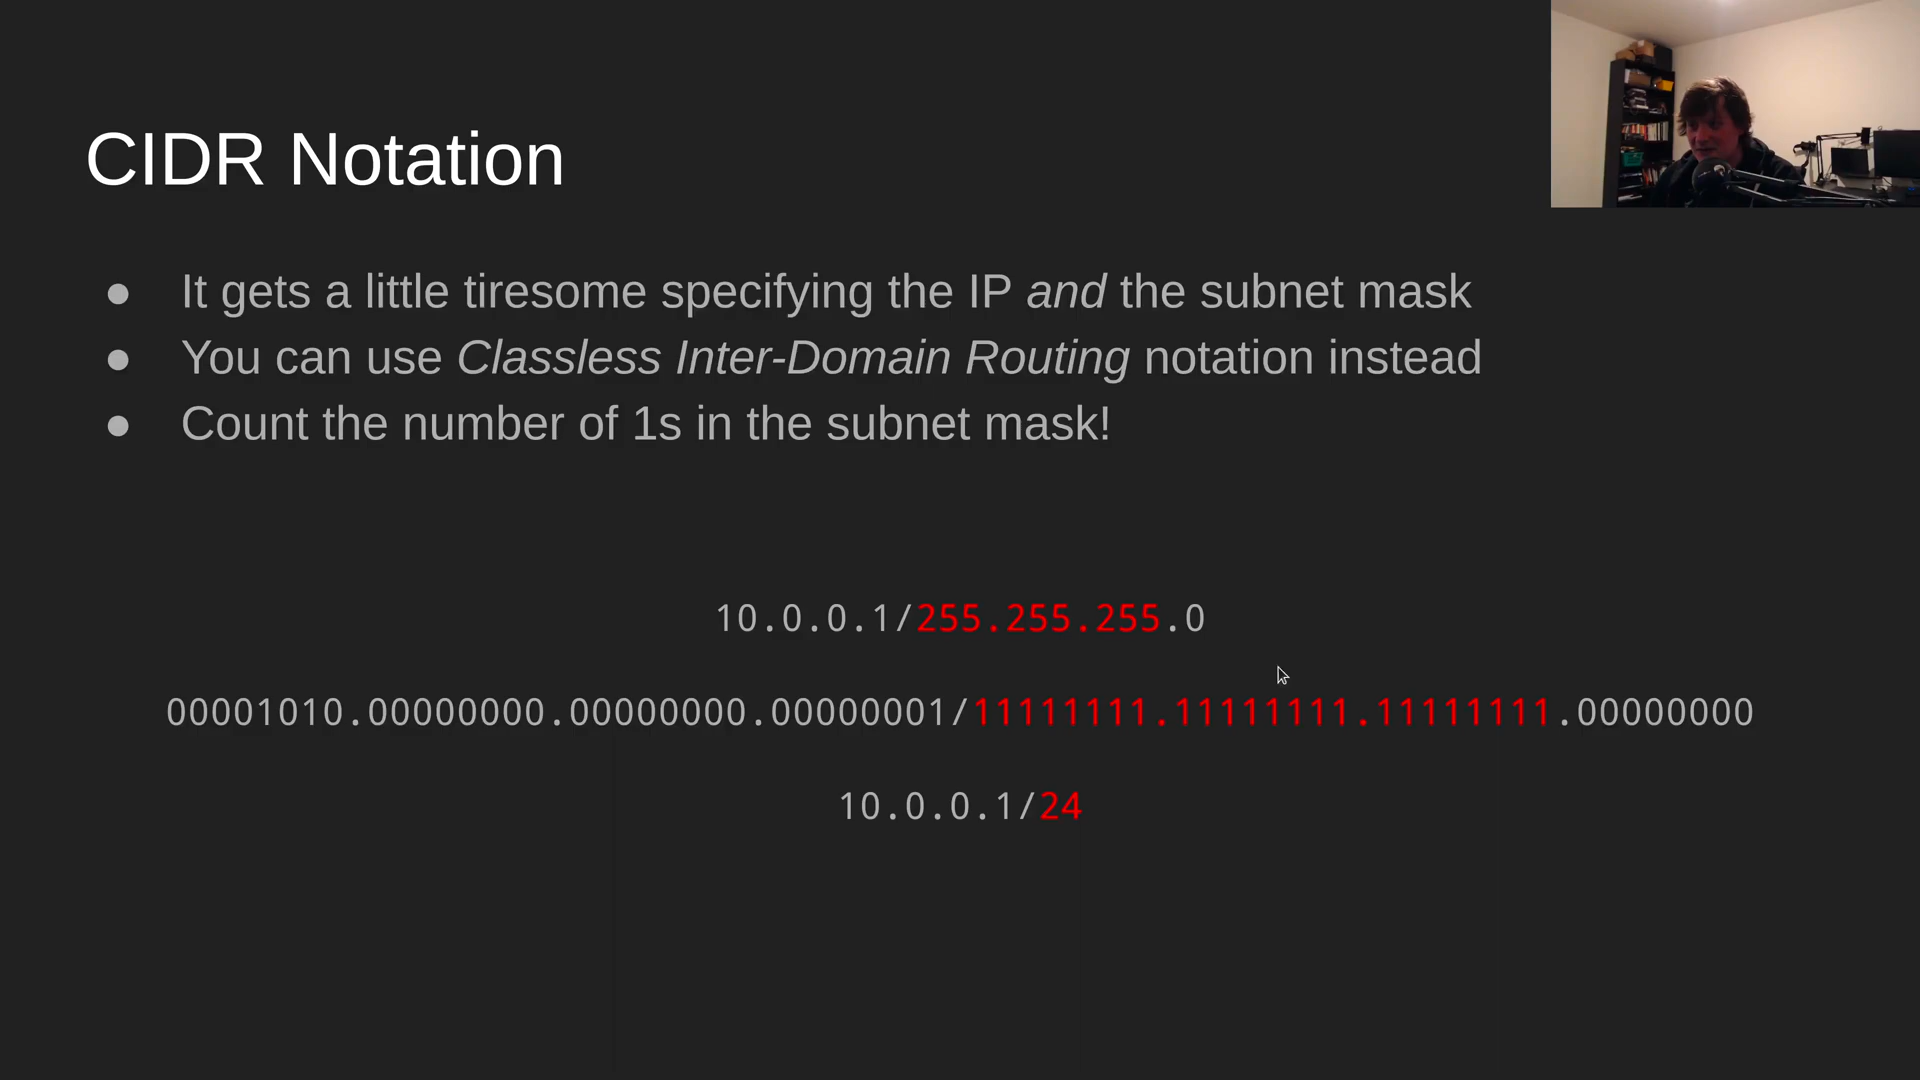 CIDR Notation
● It gets a little tiresome specifying the IP and the subnet mask
● You can use Classless Inter-Domain Routing notation instead
● Count the number of 1s in the subnet mask!
10.0.0.1/255.255.255.0
00001010.00000000.00000000.00000001/11111111.11111111.11111111.00000000
10.0.0.1/24